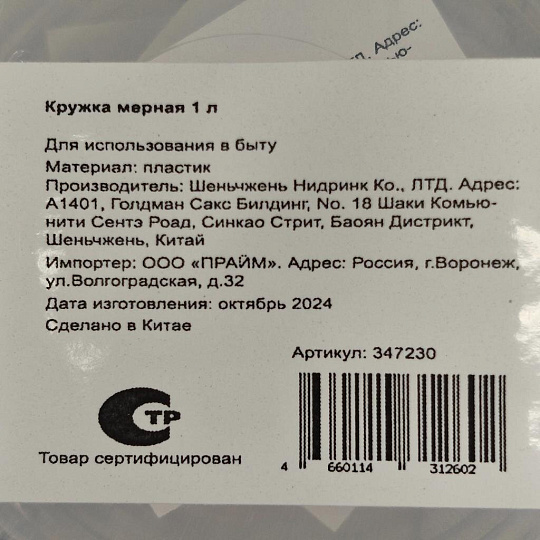 Адрес:
Кружка мерная 1 л
Для использования в быту
Материал: пластик
Производитель: Шеньчжень Нидринк Ко., ЛТД. Адрес:
А1401, Голдман Сакс Билдинг, No. 18 Шаки Комью-
нити Сентэ Роад, Синкао Стрит, Баоян Дистрикт,
Шеньчжень, Китай
Импортер: ООО «ПРАЙМ». Адрес: Россия, г.Воронеж,
ул.Волгоградская, д.32
Дата изготовления: октябрь 2024
Сделано в Китае
Артикул: 347230
ТР
Товар сертифицирован
4 660114 312602